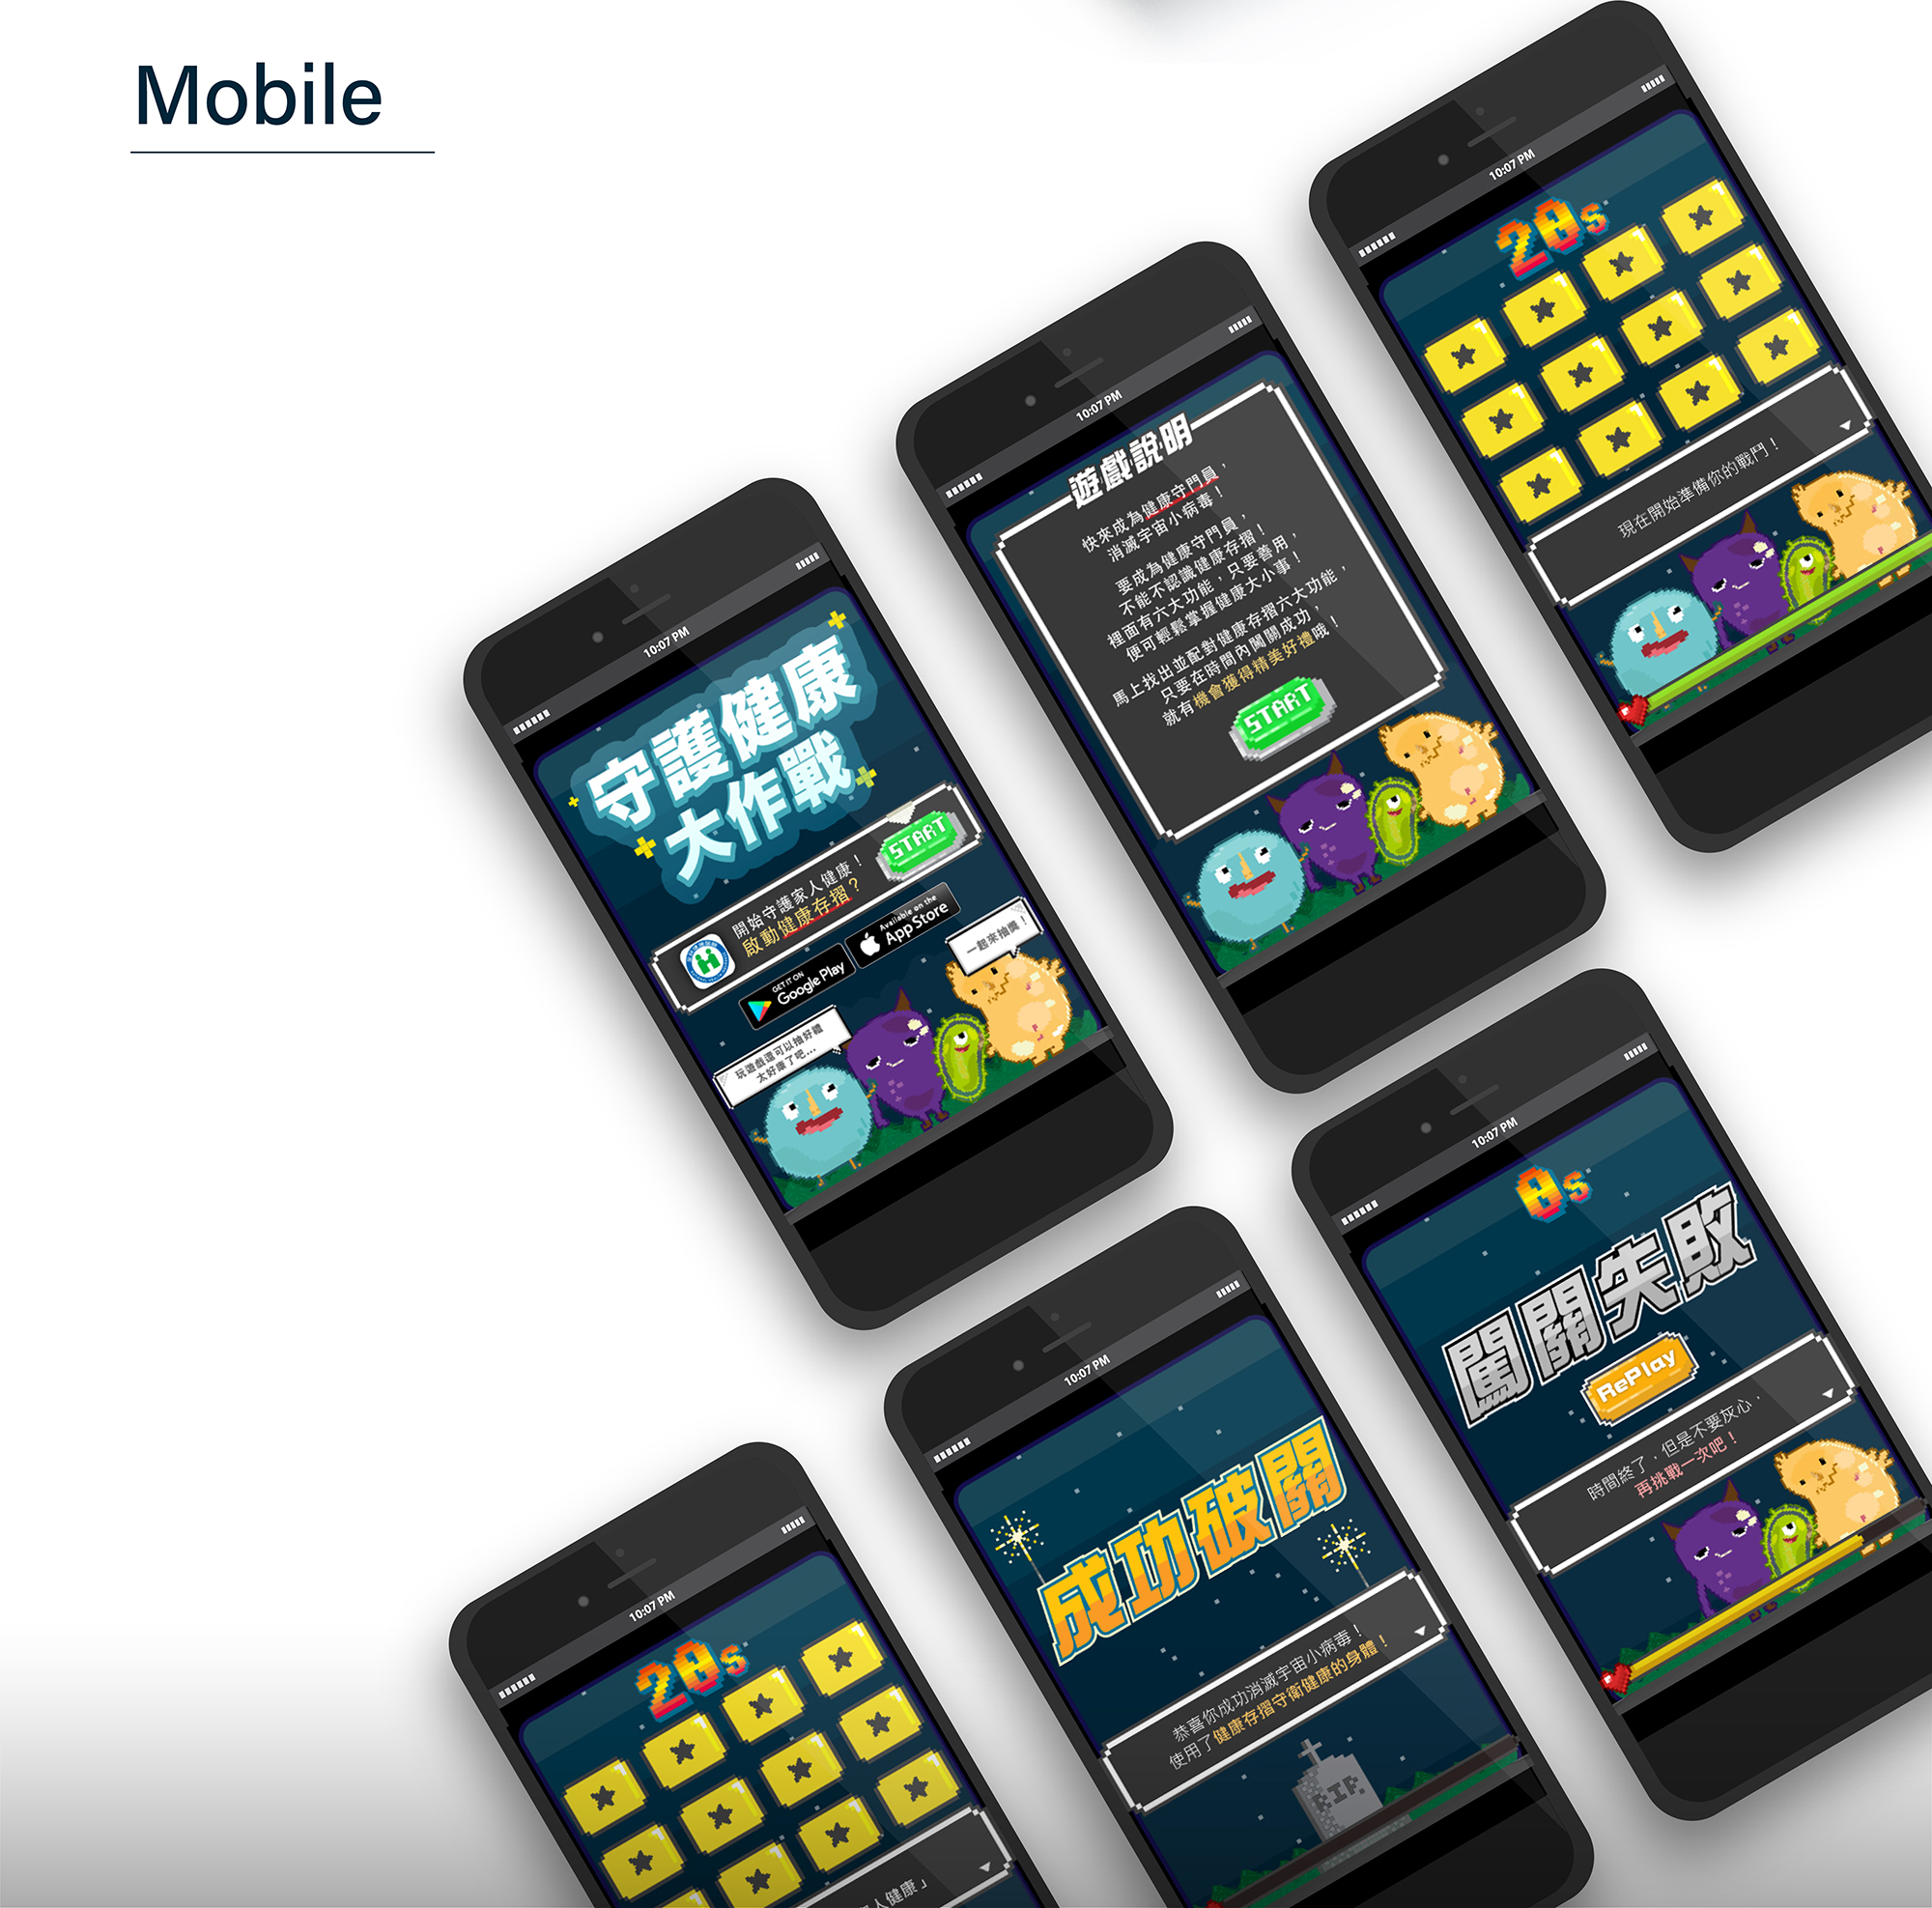 Mobile
10:07 PM
守護健康
大作戰
開始守護家人健康！
啟動健康存摺？
START
GET IT ON
Google Play
Available on the
App Store
一起來抽獎！
玩遊戲還可以抽好禮
太好康了吧...
10:07 PM
遊戲說明
快來成為健康守門員，
消滅宇宙小病毒！
要成為健康守門員，
不能不認識健康存摺！
裡面有六大功能，只要善用，
便可輕鬆掌握健康大小事！
馬上找出並配對健康存摺六大功能，
只要在時間內闖關成功，
就有機會獲得精美好禮哦！
START
10:07 PM
20s
現在開始準備你的戰鬥！
10:07 PM
20s
人健康」
10:07 PM
成功破關
恭喜你成功消滅宇宙小病毒！
使用了健康存摺守衛健康的身體！
RIP
10:07 PM
0s
闖關失敗
RePlay
時間終了，但是不要灰心，
再挑戰一次吧！